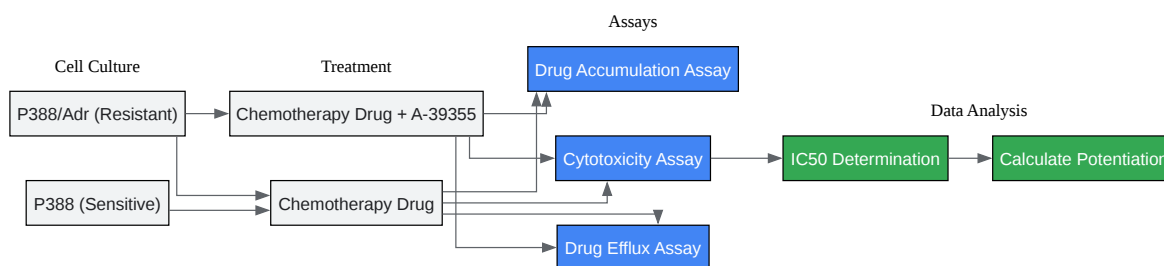 Assays
Cell Culture
Treatment
Drug Accumulation Assay
P388/Adr (Resistant)
Chemotherapy Drug + A-39355
Data Analysis
Cytotoxicity Assay
IC50 Determination
Calculate Potentiation
P388 (Sensitive)
Chemotherapy Drug
Drug Efflux Assay